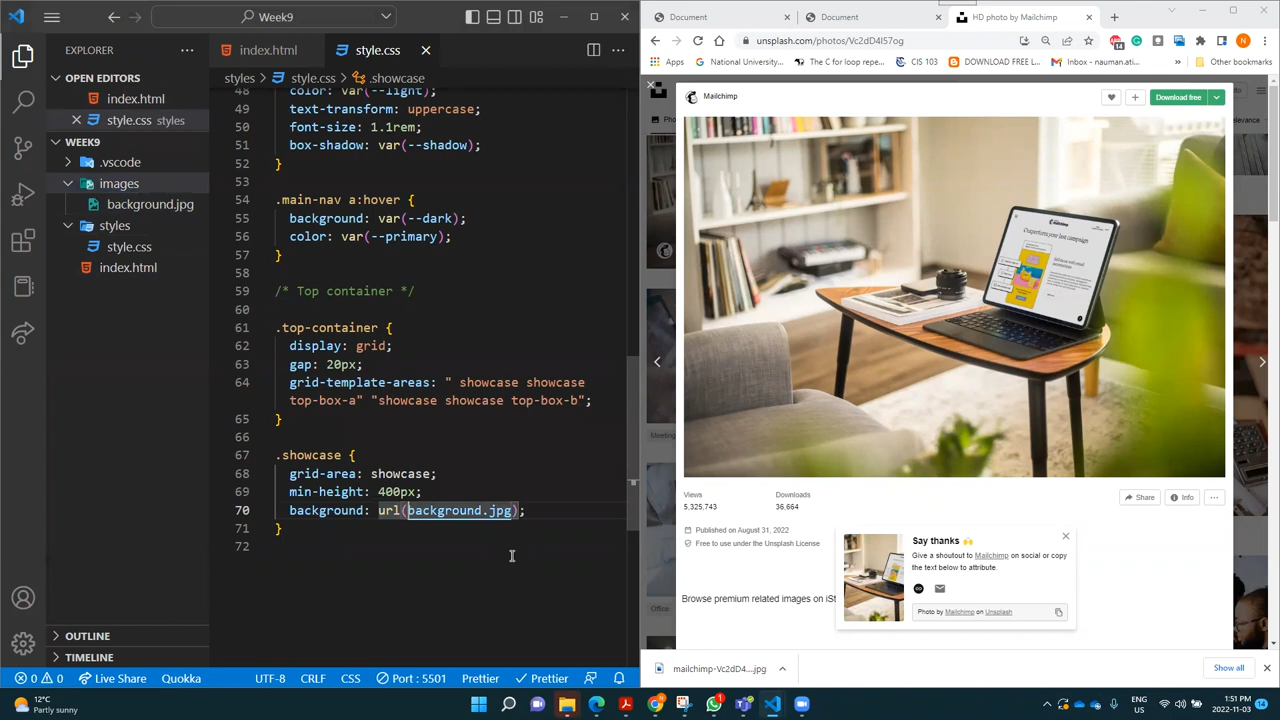 Week9
EXPLORER
OPEN EDITORS
index.html
style.css styles
WEEK9
.vscode
images
background.jpg
styles
style.css
index.html
OUTLINE
TIMELINE
index.html
style.css
styles > style.css > .showcase
48 color: var(--light);
49 text-transform: uppercase;
50 font-size: 1.1rem;
51 box-shadow: var(--shadow);
52 }
53
54 .main-nav a:hover {
55 background: var(--dark);
56 color: var(--primary);
57 }
58
59 /* Top Container */
60
61 .top-container {
62 display: grid;
63 gap: 20px;
64 grid-template-areas: " showcase showcase
top-box-a" "showcase showcase top-box-b";
65 }
66
67 .showcase {
68 grid-area: showcase;
69 min-height: 400px;
70 background: url(background.jpg);
71 }
72
0 0 Live Share Quokka UTF-8 CRLF CSS Port : 5501 Prettier Prettier
Document
Document
HD photo by Mailchimp
unsplash.com/photos/Vc2dD4I57og
14
N
Apps National University... The C for loop repe... CIS 103 DOWNLOAD FREE L... Inbox - nauman.ati... » Other bookmarks
Mailchimp
Download free
Views
5,325,743
Downloads
36,664
Share
Info
Published on August 31, 2022
Free to use under the Unsplash License
Say thanks
Give a shoutout to Mailchimp on social or copy
the text below to attribute.
Photo by Mailchimp on Unsplash
Browse premium related images on iSt
Meeting
Office
mailchimp-Vc2dD4....jpg
Show all
12°C
Partly sunny
1
ENG
US
1:51 PM
2022-11-03
14